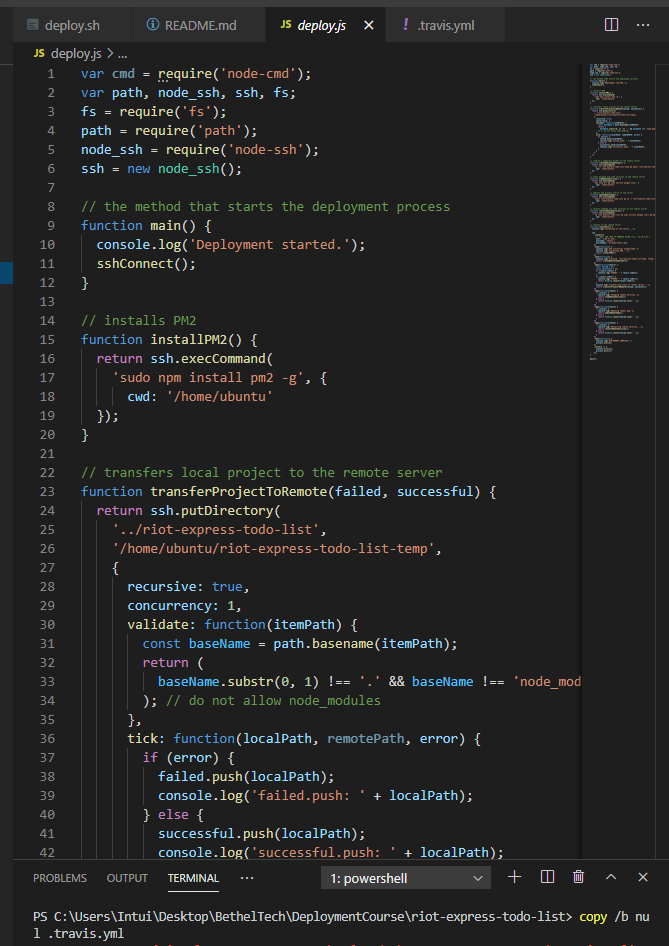 deploy.sh README.md JS deploy.js ! .travis.yml
JS deploy.js > ...
1 var cmd = require('node-cmd');
2 var path, node_ssh, ssh, fs;
3 fs = require('fs');
4 path = require('path');
5 node_ssh = require('node-ssh');
6 ssh = new node_ssh();
7
8 // the method that starts the deployment process
9 function main() {
10 console.log('Deployment started.');
11 sshConnect();
12 }
13
14 // installs PM2
15 function installPM2() {
16 return ssh.execCommand(
17 'sudo npm install pm2 -g', {
18 cwd: '/home/ubuntu'
19 });
20 }
21
22 // transfers local project to the remote server
23 function transferProjectToRemote(failed, successful) {
24 return ssh.putDirectory(
25 '../riot-express-todo-list',
26 '/home/ubuntu/riot-express-todo-list-temp',
27 {
28 recursive: true,
29 concurrency: 1,
30 validate: function(itemPath) {
31 const baseName = path.basename(itemPath);
32 return (
33 baseName.substr(0, 1) !== '.' && baseName !== 'node_mod
34 ); // do not allow node_modules
35 },
36 tick: function(localPath, remotePath, error) {
37 if (error) {
38 failed.push(localPath);
39 console.log('failed.push: ' + localPath);
40 } else {
41 successful.push(localPath);
42 console.log('successful.push: ' + localPath);
PROBLEMS OUTPUT TERMINAL ... 1: powershell
PS C:\Users\Intui\Desktop\BethelTech\DeploymentCourse\riot-express-todo-list> copy /b nu
l .travis.yml